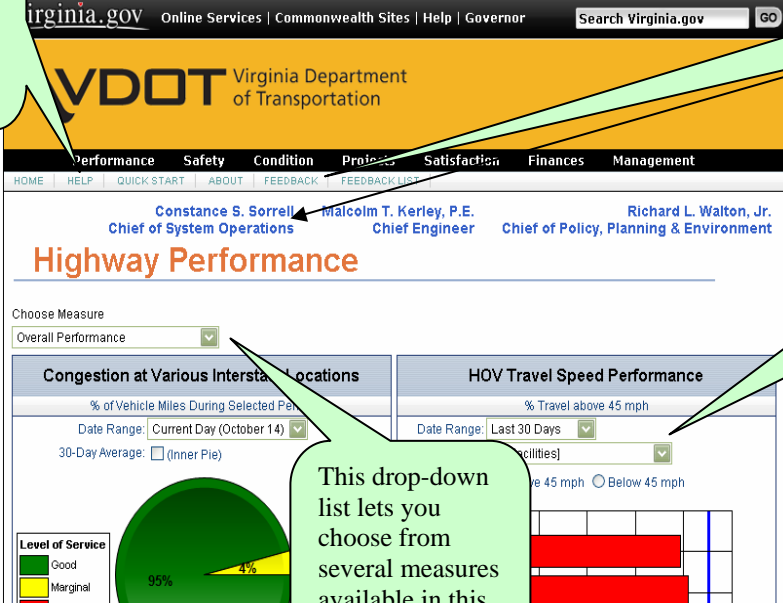 irginia.gov Online Services | Commonwealth Sites | Help | Governor Search Virginia.gov GO
VDOT Virginia Department
of Transportation
Performance Safety Condition Projects Satisfaction Finances Management
HOME HELP QUICK START ABOUT FEEDBACK FEEDBACK LIST
Constance S. Sorrell Malcolm T. Kerley, P.E. Richard L. Walton, Jr.
Chief of System Operations Chief Engineer Chief of Policy, Planning & Environment
Highway Performance
Choose Measure
Overall Performance
Congestion at Various Interstate Locations
% of Vehicle Miles During Selected Per
Date Range: Current Day (October 14)
30-Day Average: (Inner Pie)
Level of Service
Good
Marginal
95%
4%
HOV Travel Speed Performance
% Travel above 45 mph
Date Range: Last 30 Days
acilities]
ve 45 mph Below 45 mph
This drop-down
list lets you
choose from
several measures
available in this